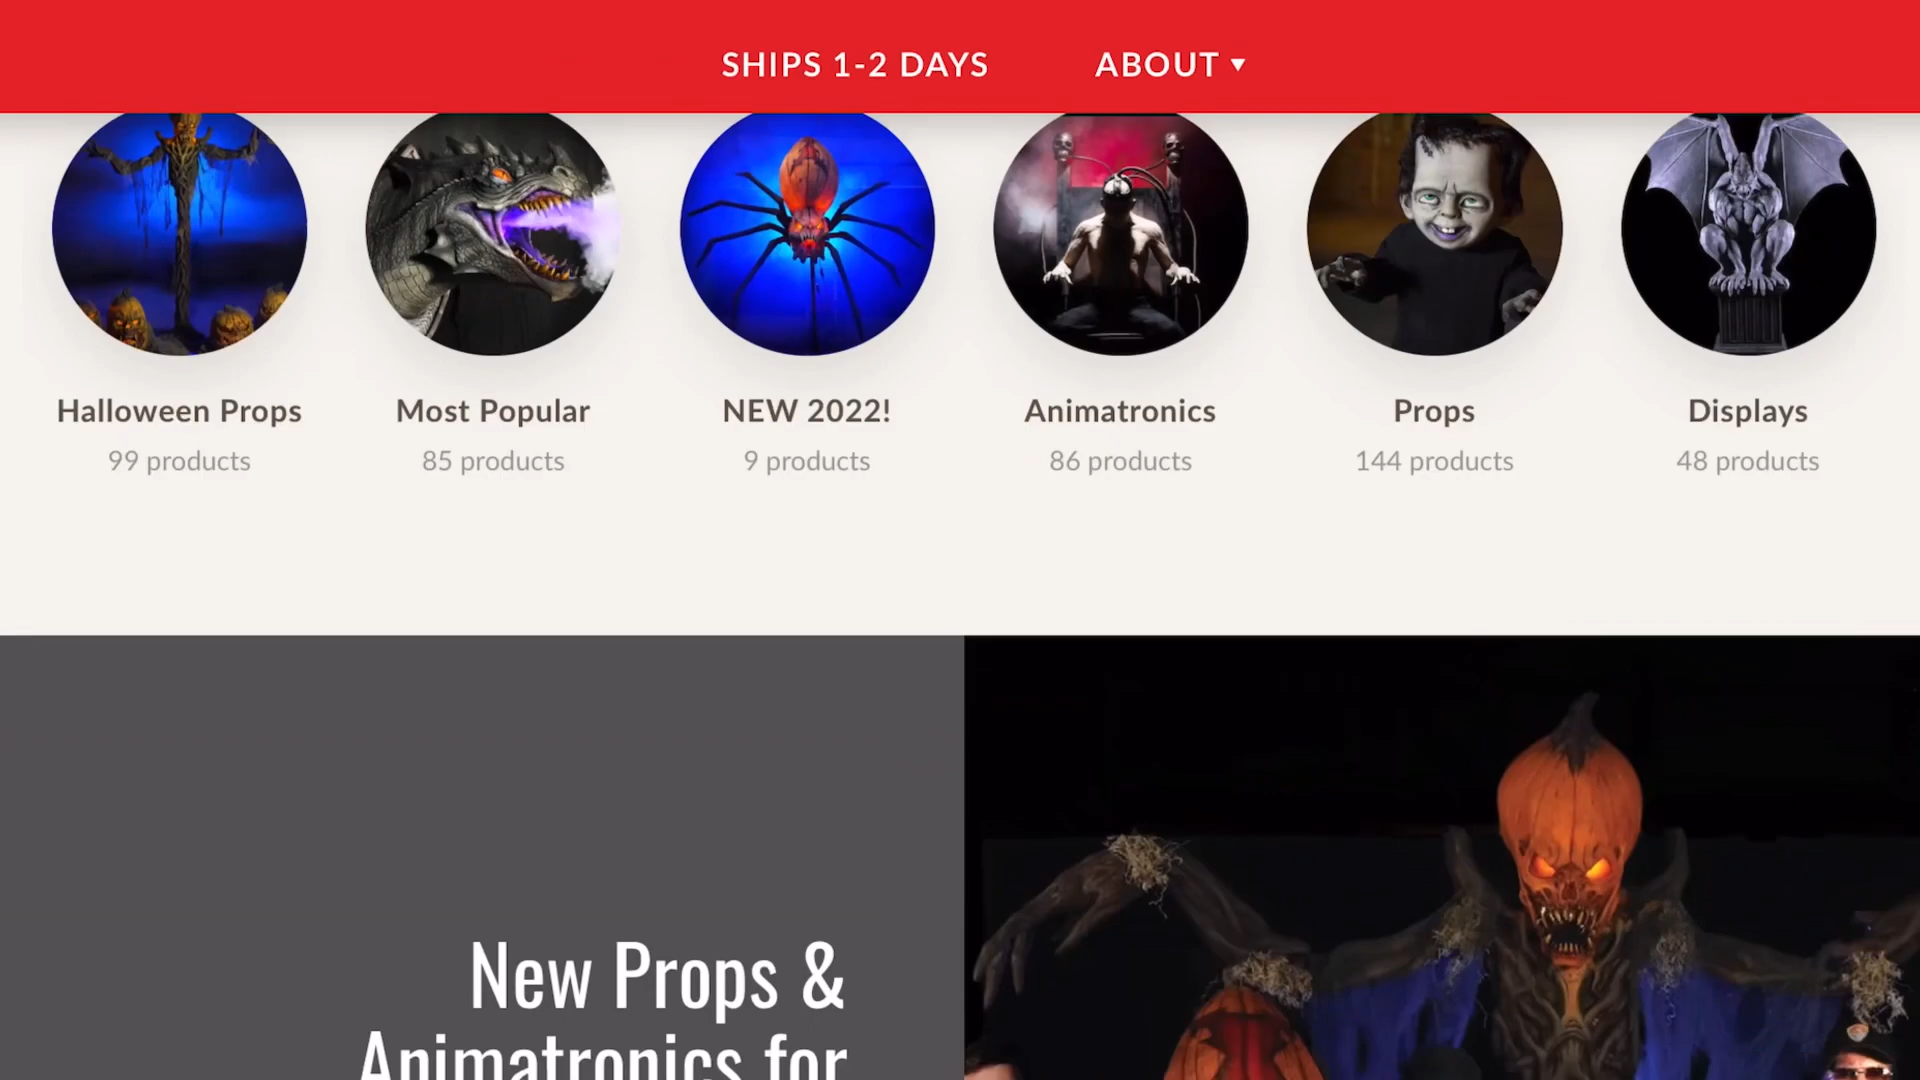 SHIPS 1-2 DAYS
ABOUT ▼
Halloween Props
99 products
Most Popular
85 products
NEW 2022!
9 products
Animatronics
86 products
Props
144 products
Displays
48 products
New Props &
Animatronics for